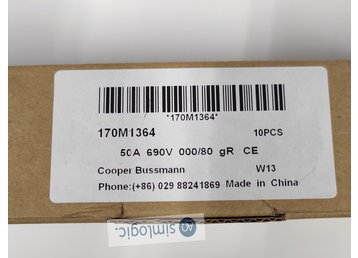 *170M1364*
170M1364 10PCS
50A 690V 000/80 gR CE
Cooper Bussmann W13
Phone:(+86) 029 88241869 Made in China
simlogic.